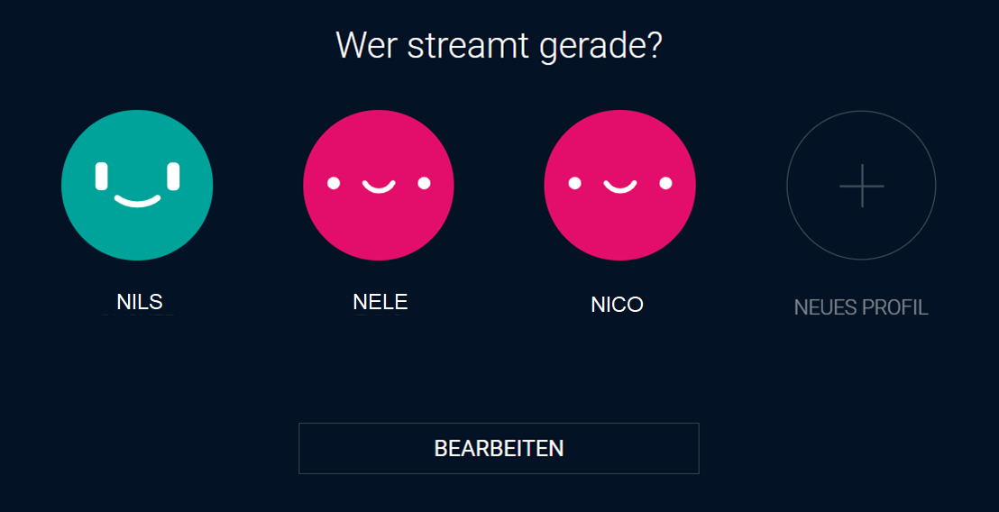 Wer streamt gerade?
NILS
NELE
NICO
NEUES PROFIL
BEARBEITEN